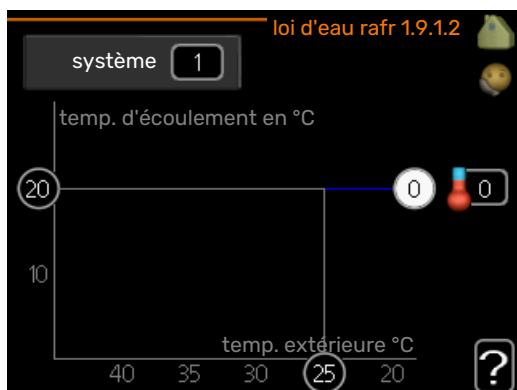 loi d'eau rafr 1.9.1.2
système 1
temp. d'écoulement en °C
20 0 0
10
temp. extérieure °C
40 35 30 25 20
?